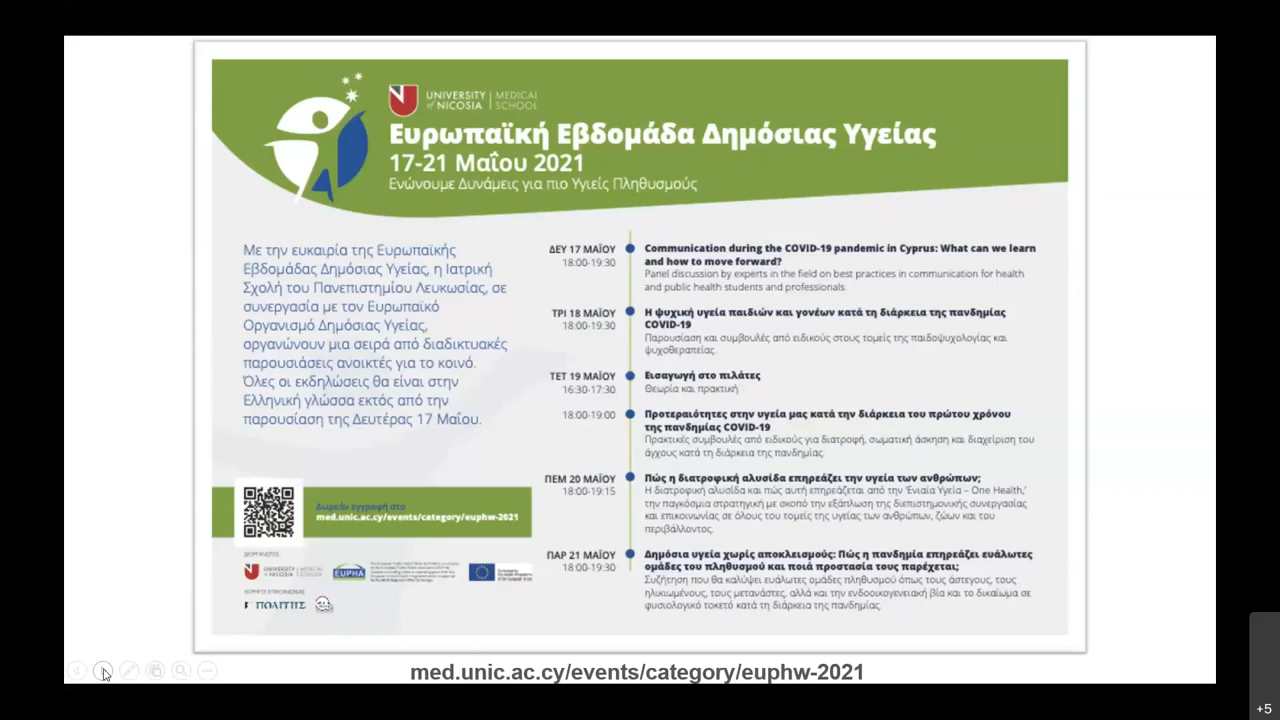 UNIVERSITY of NICOSIA | MEDICAL SCHOOL
Ευρωπαϊκή Εβδομάδα Δημόσιας Υγείας
17-21 Μαΐου 2021
Ενώνουμε Δυνάμεις για πιο Υγιείς Πληθυσμούς
Με την ευκαιρία της Ευρωπαϊκής
Εβδομάδας Δημόσιας Υγείας, η Ιατρική
Σχολή του Πανεπιστημίου Λευκωσίας, σε
συνεργασία με τον Ευρωπαϊκό
Οργανισμό Δημόσιας Υγείας,
οργανώνουν μια σειρά από διαδικτυακές
παρουσιάσεις ανοικτές για το κοινό.
Όλες οι εκδηλώσεις θα είναι στην
Ελληνική γλώσσα εκτός από την
παρουσίαση της Δευτέρας 17 Μαΐου.
Δωρεάν εγγραφή στο
med.unic.ac.cy/events/category/euphw-2021
ΔΙΟΡΓΑΝΩΤΕΣ
UNIVERSITY of NICOSIA | MEDICAL SCHOOL
EUPHA
ΧΟΡΗΓΟΙ ΕΠΙΚΟΙΝΩΝΙΑΣ
ΠΟΛΙΤΗΣ
ΔΕΥ 17 ΜΑΪΟΥ
18:00-19:30
Communication during the COVID-19 pandemic in Cyprus: What can we learn
and how to move forward?
Panel discussion by experts in the field on best practices in communication for health
and public health students and professionals.
ΤΡΙ 18 ΜΑΪΟΥ
18:00-19:30
Η ψυχική υγεία παιδιών και γονέων κατά τη διάρκεια της πανδημίας
COVID-19
Παρουσίαση και συμβουλές από ειδικούς στους τομείς της παιδοψυχολογίας και
ψυχοθεραπείας.
ΤΕΤ 19 ΜΑΪΟΥ
16:30-17:30
Εισαγωγή στο πιλάτες
Θεωρία και πρακτική
18:00-19:00
Προτεραιότητες στην υγεία μας κατά την διάρκεια του πρώτου χρόνου
της πανδημίας COVID-19
Πρακτικές συμβουλές από ειδικούς για διατροφή, σωματική άσκηση και διαχείριση του
άγχους κατά τη διάρκεια της πανδημίας.
ΠΕΜ 20 ΜΑΪΟΥ
18:00-19:15
Πώς η διατροφική αλυσίδα επηρεάζει την υγεία των ανθρώπων;
Η διατροφική αλυσίδα και πώς αυτή επηρεάζεται από την 'Ενιαία Υγεία – One Health,'
την παγκόσμια στρατηγική με σκοπό την εξάπλωση της διεπιστημονικής συνεργασίας
και επικοινωνίας σε όλους του τομείς της υγείας των ανθρώπων, ζώων και του
περιβάλλοντος.
ΠΑΡ 21 ΜΑΪΟΥ
18:00-19:30
Δημόσια υγεία χωρίς αποκλεισμούς: Πώς η πανδημία επηρεάζει ευάλωτες
ομάδες του πληθυσμού και ποιά προστασία τους παρέχεται;
Συζήτηση που θα καλύψει ευάλωτες ομάδες πληθυσμού όπως τους άστεγους, τους
ηλικιωμένους, τους μετανάστες, αλλά και την ενδοοικογενειακή βία και το δικαίωμα σε
φυσιολογικό τοκετό κατά τη διάρκεια της πανδημίας.
med.unic.ac.cy/events/category/euphw-2021
+5